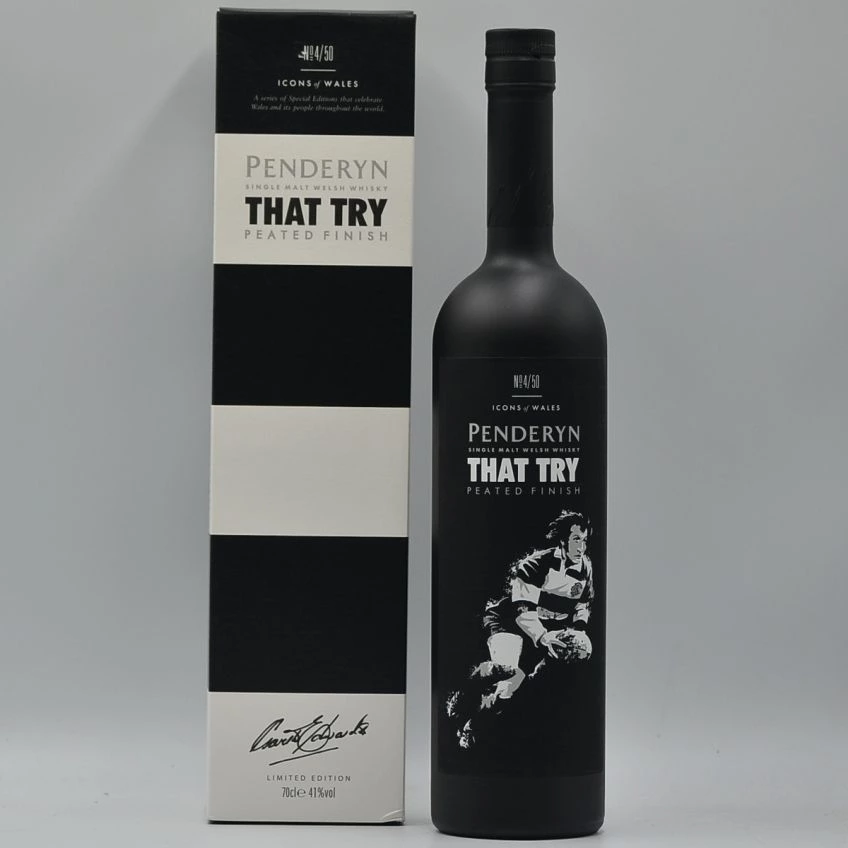 №4/50
ICONS of WALES
A series of Special Editions that celebrate
Wales and its people throughout the world.
PENDERYN
SINGLE MALT WELSH WHISKY
THAT TRY
PEATED FINISH
Gareth Edwards
LIMITED EDITION
70cl℮ 41%vol
№4/50
ICONS of WALES
PENDERYN
SINGLE MALT WELSH WHISKY
THAT TRY
PEATED FINISH